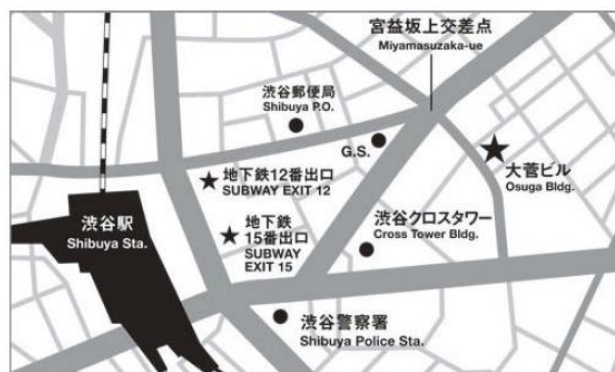 宮益坂上交差点
Miyamasuzaka-ue
渋谷郵便局
Shibuya P.O.
G.S.
大菅ビル
Osuga Bldg.
地下鉄12番出口
SUBWAY EXIT 12
渋谷駅
Shibuya Sta.
地下鉄
15番出口
SUBWAY
EXIT 15
渋谷クロスタワー
Cross Tower Bldg.
渋谷警察署
Shibuya Police Sta.